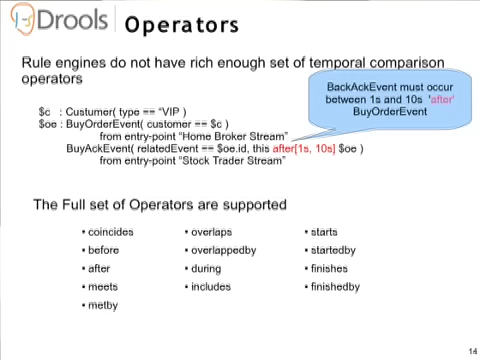 Drools Operators
Rule engines do not have rich enough set of temporal comparison
operators
BackAckEvent must occur
between 1s and 10s 'after'
BuyOrderEvent
$c : Custumer( type == "VIP )
$oe : BuyOrderEvent( customer == $c )
from entry-point "Home Broker Stream"
BuyAckEvent( relatedEvent == $oe.id, this after[1s, 10s] $oe )
from entry-point "Stock Trader Stream"
The Full set of Operators are supported
• coincides
• before
• after
• meets
• metby
• overlaps
• overlappedby
• during
• includes
• starts
• startedby
• finishes
• finishedby
14